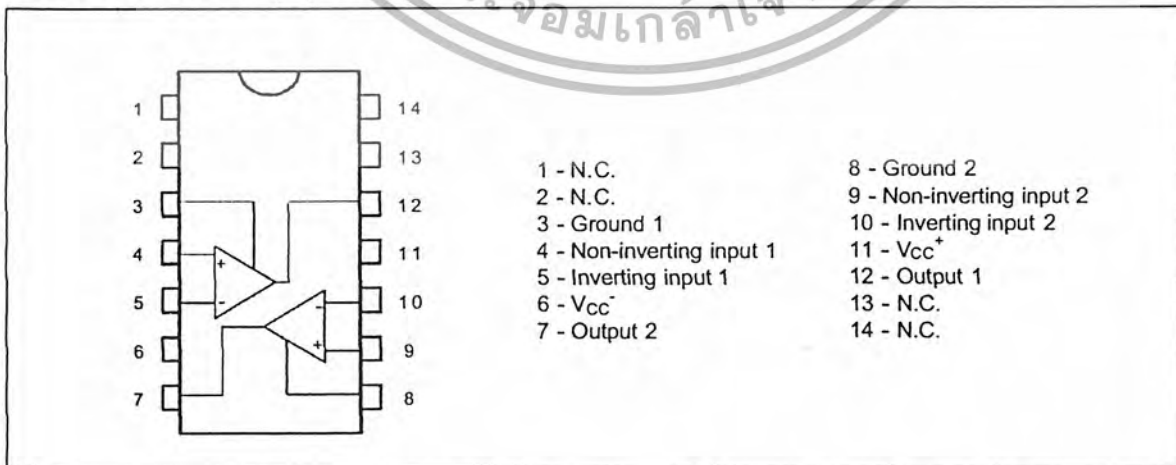 จอมเกล้าเจ้
1
2
3
4
5
6
7
14
13
12
11
10
9
8
+
-
-
+
1 - N.C.
2 - N.C.
3 - Ground 1
4 - Non-inverting input 1
5 - Inverting input 1
6 - VCC⁻
7 - Output 2
8 - Ground 2
9 - Non-inverting input 2
10 - Inverting input 2
11 - VCC⁺
12 - Output 1
13 - N.C.
14 - N.C.